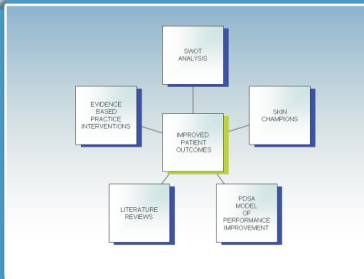 SWOT
ANALYSIS
EVIDENCE
BASED
PRACTICE
INTERVENTIONS
SKIN
CHAMPIONS
IMPROVED
PATIENT
OUTCOMES
LITERATURE
REVIEWS
PDSA
MODEL
OF
PERFORMANCE
IMPROVEMENT